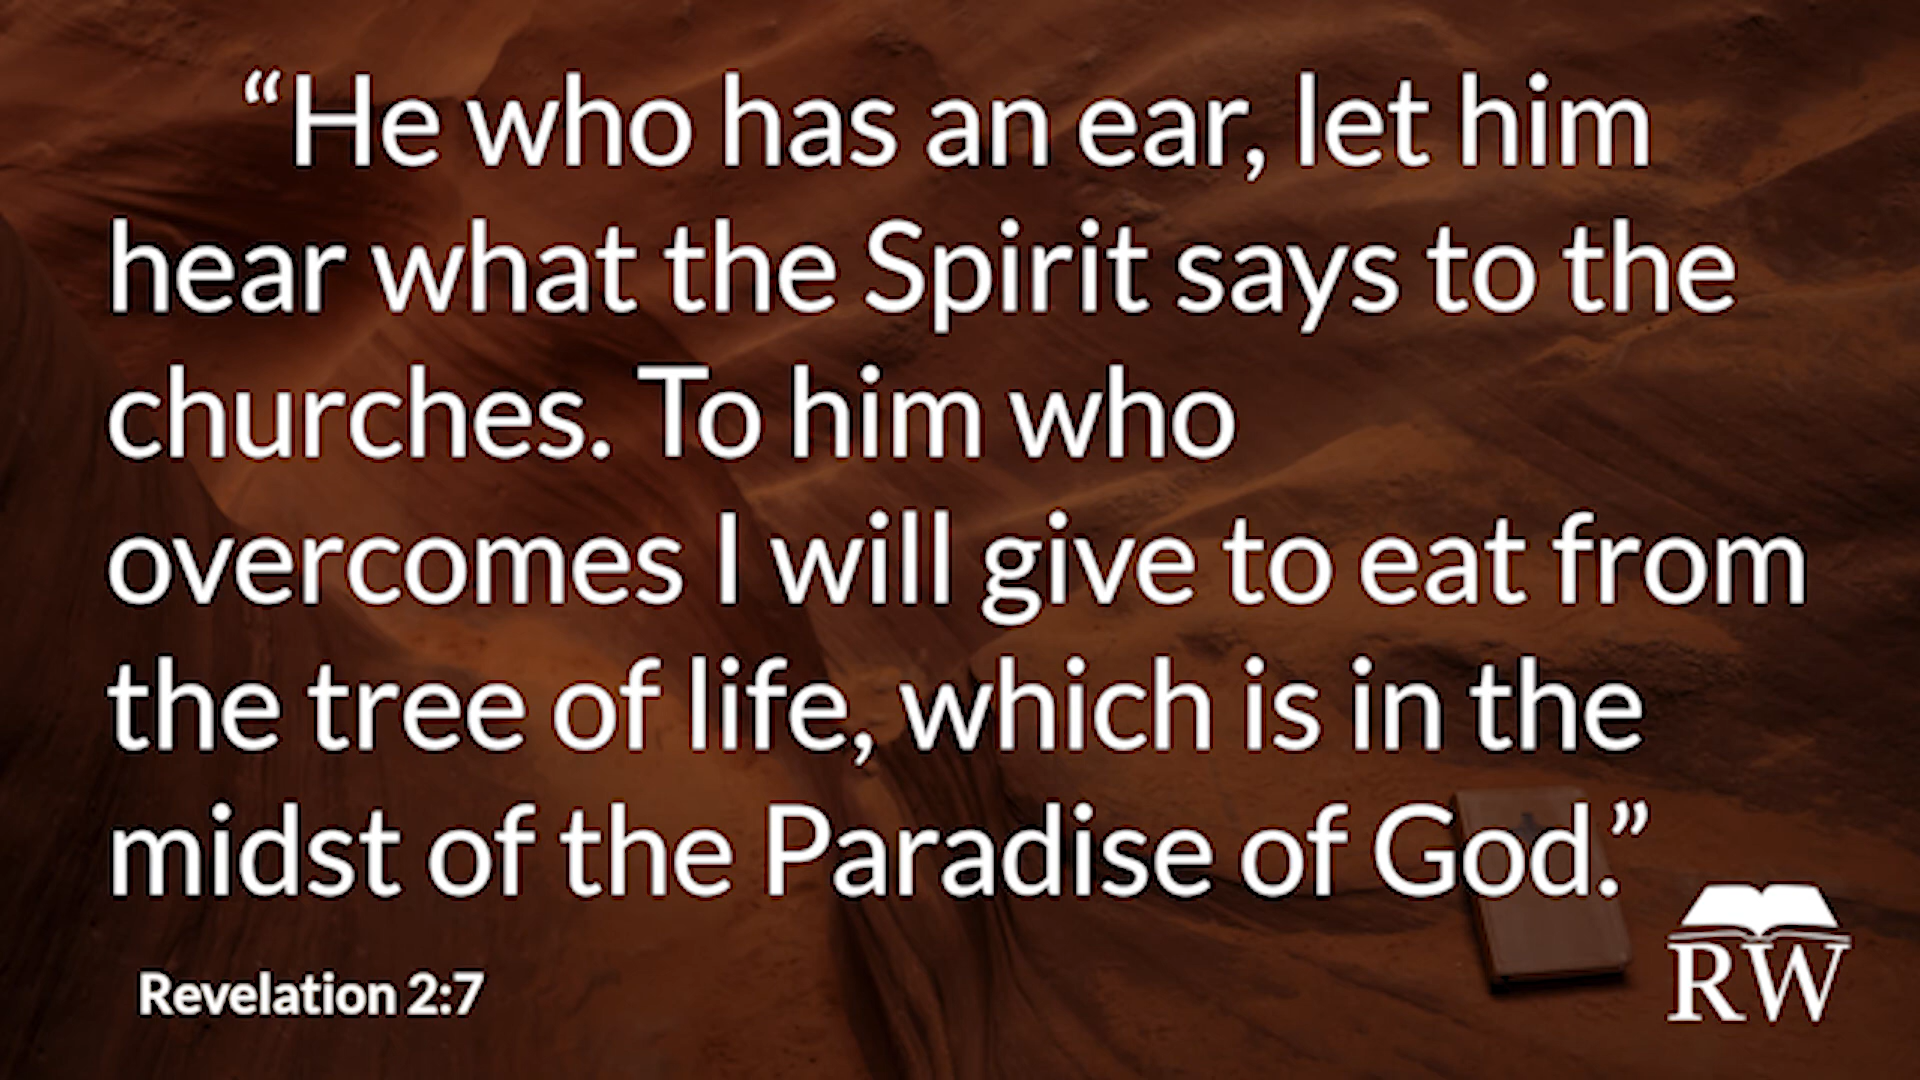 “He who has an ear, let him
hear what the Spirit says to the
churches. To him who
overcomes I will give to eat from
the tree of life, which is in the
midst of the Paradise of God.”
Revelation 2:7
RW